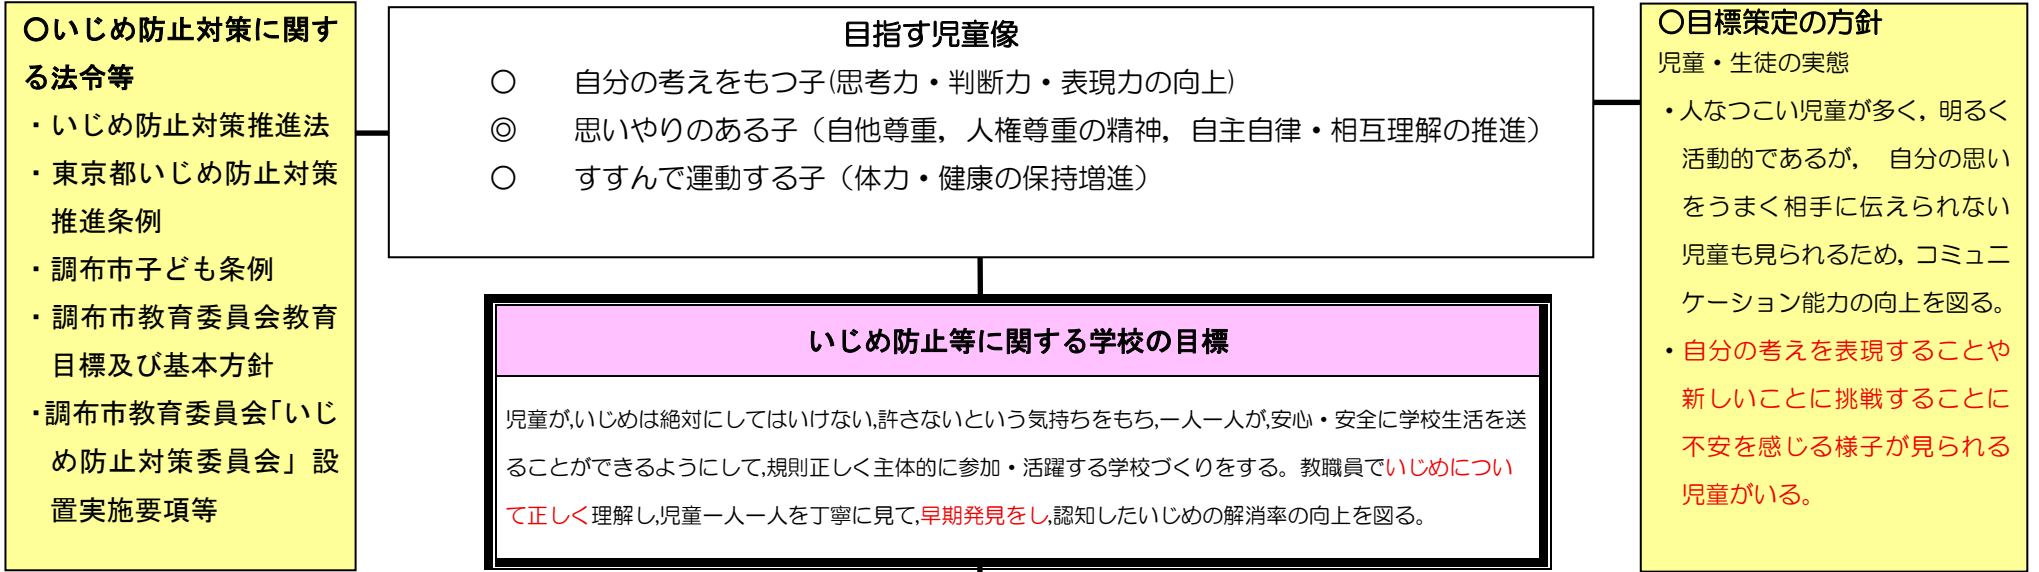 〇いじめ防止対策に関す
る法令等
・いじめ防止対策推進法
・東京都いじめ防止対策
推進条例
・調布市子ども条例
・調布市教育委員会教育
目標及び基本方針
・調布市教育委員会「いじ
め防止対策委員会」設
置実施要項等
目指す児童像
○　自分の考えをもつ子(思考力・判断力・表現力の向上)
◎　思いやりのある子（自他尊重，人権尊重の精神，自主自律・相互理解の推進）
○　すすんで運動する子（体力・健康の保持増進）
いじめ防止等に関する学校の目標
児童が,いじめは絶対にしてはいけない,許さないという気持ちをもち,一人一人が,安心・安全に学校生活を送
ることができるようにして,規則正しく主体的に参加・活躍する学校づくりをする。教職員でいじめについ
て正しく理解し,児童一人一人を丁寧に見て,早期発見をし,認知したいじめの解消率の向上を図る。
〇目標策定の方針
児童・生徒の実態
・人なつこい児童が多く，明るく
活動的であるが，　自分の思い
をうまく相手に伝えられない
児童も見られるため，コミュニ
ケーション能力の向上を図る。
・自分の考えを表現することや
新しいことに挑戦することに
不安を感じる様子が見られる
児童がいる。